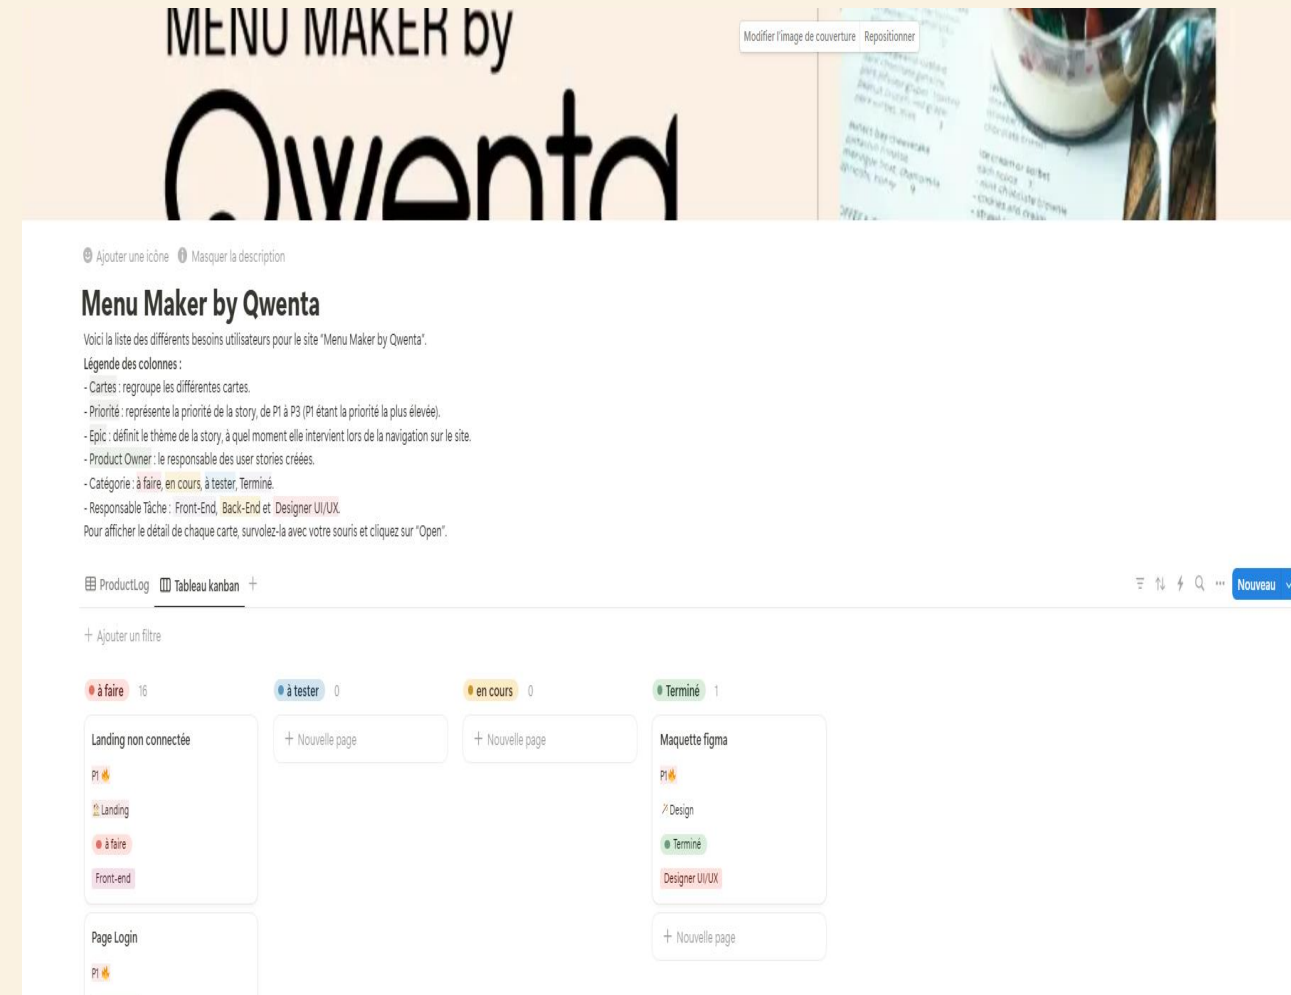 MENU MAKER by
Qwenta
Modifier l'image de couverture Repositionner
Ajouter une icône Masquer la description
Menu Maker by Qwenta
Voici la liste des différents besoins utilisateurs pour le site "Menu Maker by Qwenta".
Légende des colonnes :
- Cartes : regroupe les différentes cartes.
- Priorité : représente la priorité de la story, de P1 à P3 (P1 étant la priorité la plus élevée).
- Epic : définit le thème de la story, à quel moment elle intervient lors de la navigation sur le site.
- Product Owner : le responsable des user stories créées.
- Catégorie : à faire, en cours, à tester, Terminé.
- Responsable Tâche : Front-End, Back-End et Designer UI/UX.
Pour afficher le détail de chaque carte, survolez-la avec votre souris et cliquez sur "Open".
ProductLog Tableau kanban +
Nouveau
+ Ajouter un filtre
à faire 16
à tester 0
en cours 0
Terminé 1
Landing non connectée
P1 🔥
Landing
à faire
Front-end
Page Login
P1 🔥
+ Nouvelle page
+ Nouvelle page
Maquette figma
P1🔥
Design
Terminé
Designer UI/UX
+ Nouvelle page